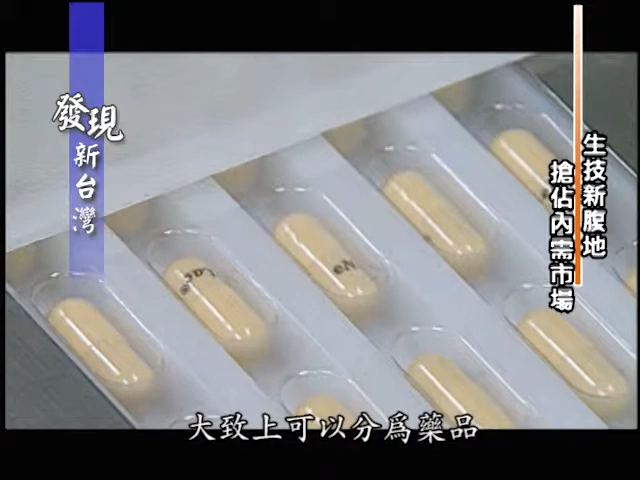 發現
新台灣
生技新腹地
搶佔內需市場
大致上可以分爲藥品